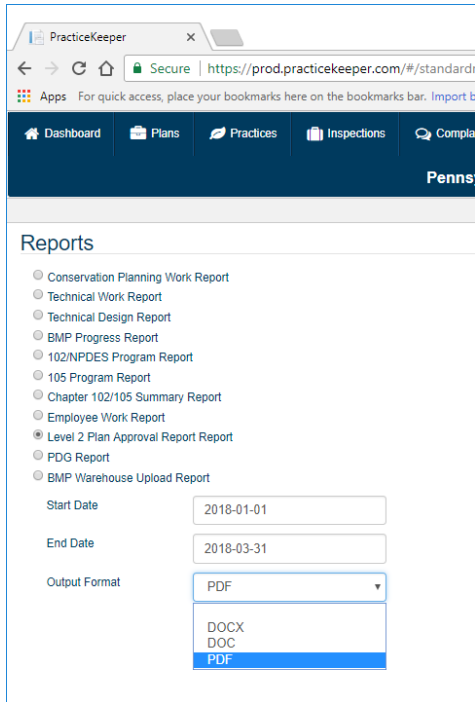 PracticeKeeper
Secure | https://prod.practicekeeper.com/#/standardr
Apps For quick access, place your bookmarks here on the bookmarks bar. Import b
Dashboard Plans Practices Inspections Compla
Penns
Reports
Conservation Planning Work Report
Technical Work Report
Technical Design Report
BMP Progress Report
102/NPDES Program Report
105 Program Report
Chapter 102/105 Summary Report
Employee Work Report
Level 2 Plan Approval Report Report
PDG Report
BMP Warehouse Upload Report
Start Date 2018-01-01
End Date 2018-03-31
Output Format PDF
DOCX
DOC
PDF